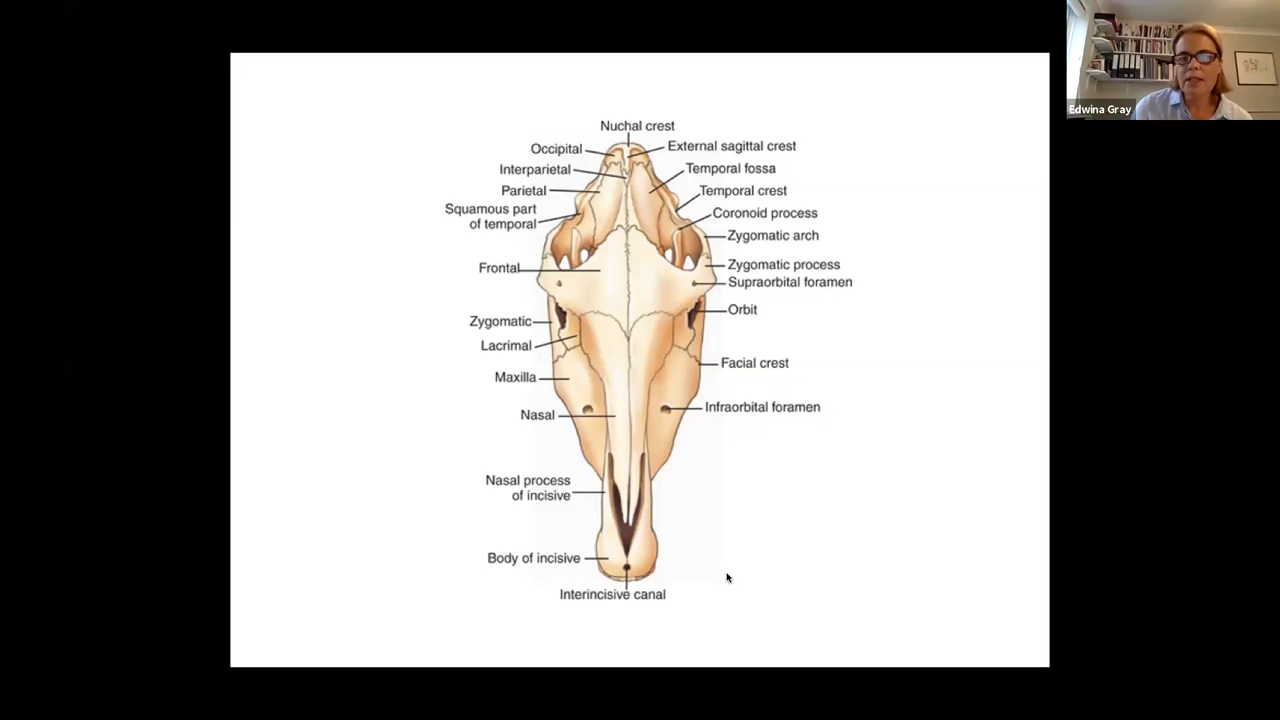 Edwina Gray
Nuchal crest
Occipital
Interparietal
Parietal
Squamous part
of temporal
Frontal
Zygomatic
Lacrimal
Maxilla
Nasal
Nasal process
of incisive
Body of incisive
Interincisive canal
External sagittal crest
Temporal fossa
Temporal crest
Coronoid process
Zygomatic arch
Zygomatic process
Supraorbital foramen
Orbit
Facial crest
Infraorbital foramen